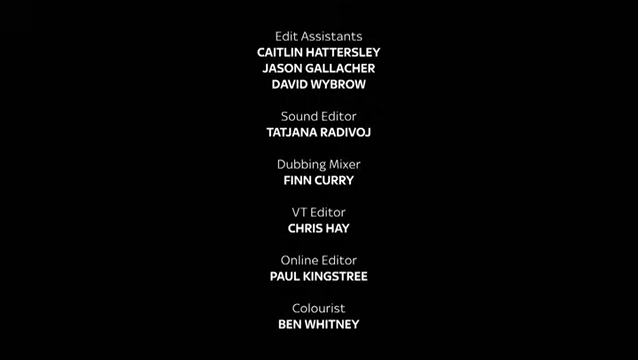 Edit Assistants
CAITLIN HATTERSLEY
JASON GALLACHER
DAVID WYBROW
Sound Editor
TATJANA RADIVOJ
Dubbing Mixer
FINN CURRY
VT Editor
CHRIS HAY
Online Editor
PAUL KINGSTREE
Colourist
BEN WHITNEY